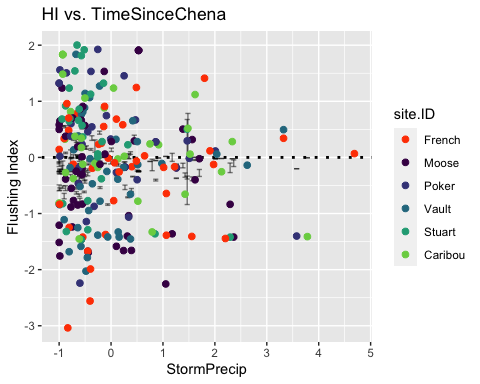 HI vs. TimeSinceChena
Flushing Index
2
1
0
-1
-2
-3
-1
0
1
2
3
4
5
StormPrecip
site.ID
French
Moose
Poker
Vault
Stuart
Caribou